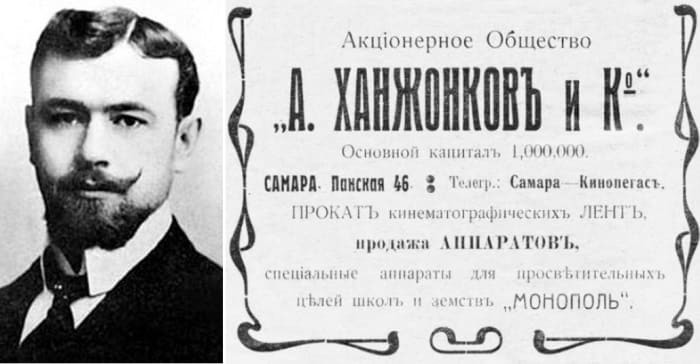 Акціонерное Общество
„А. ХАНЖОНКОВЪ и Кº“.
Основной капиталъ 1,000,000.
САМАРА. Панская 46. Телегр.: Самара—Кинопегасъ.
ПРОКАТЪ кинематографическихъ ЛЕНТЪ,
продажа АППАРАТОВЪ,
спеціальные аппараты для просвѣтительныхъ
цѣлей школъ и земствъ „МОНОПОЛЬ“.